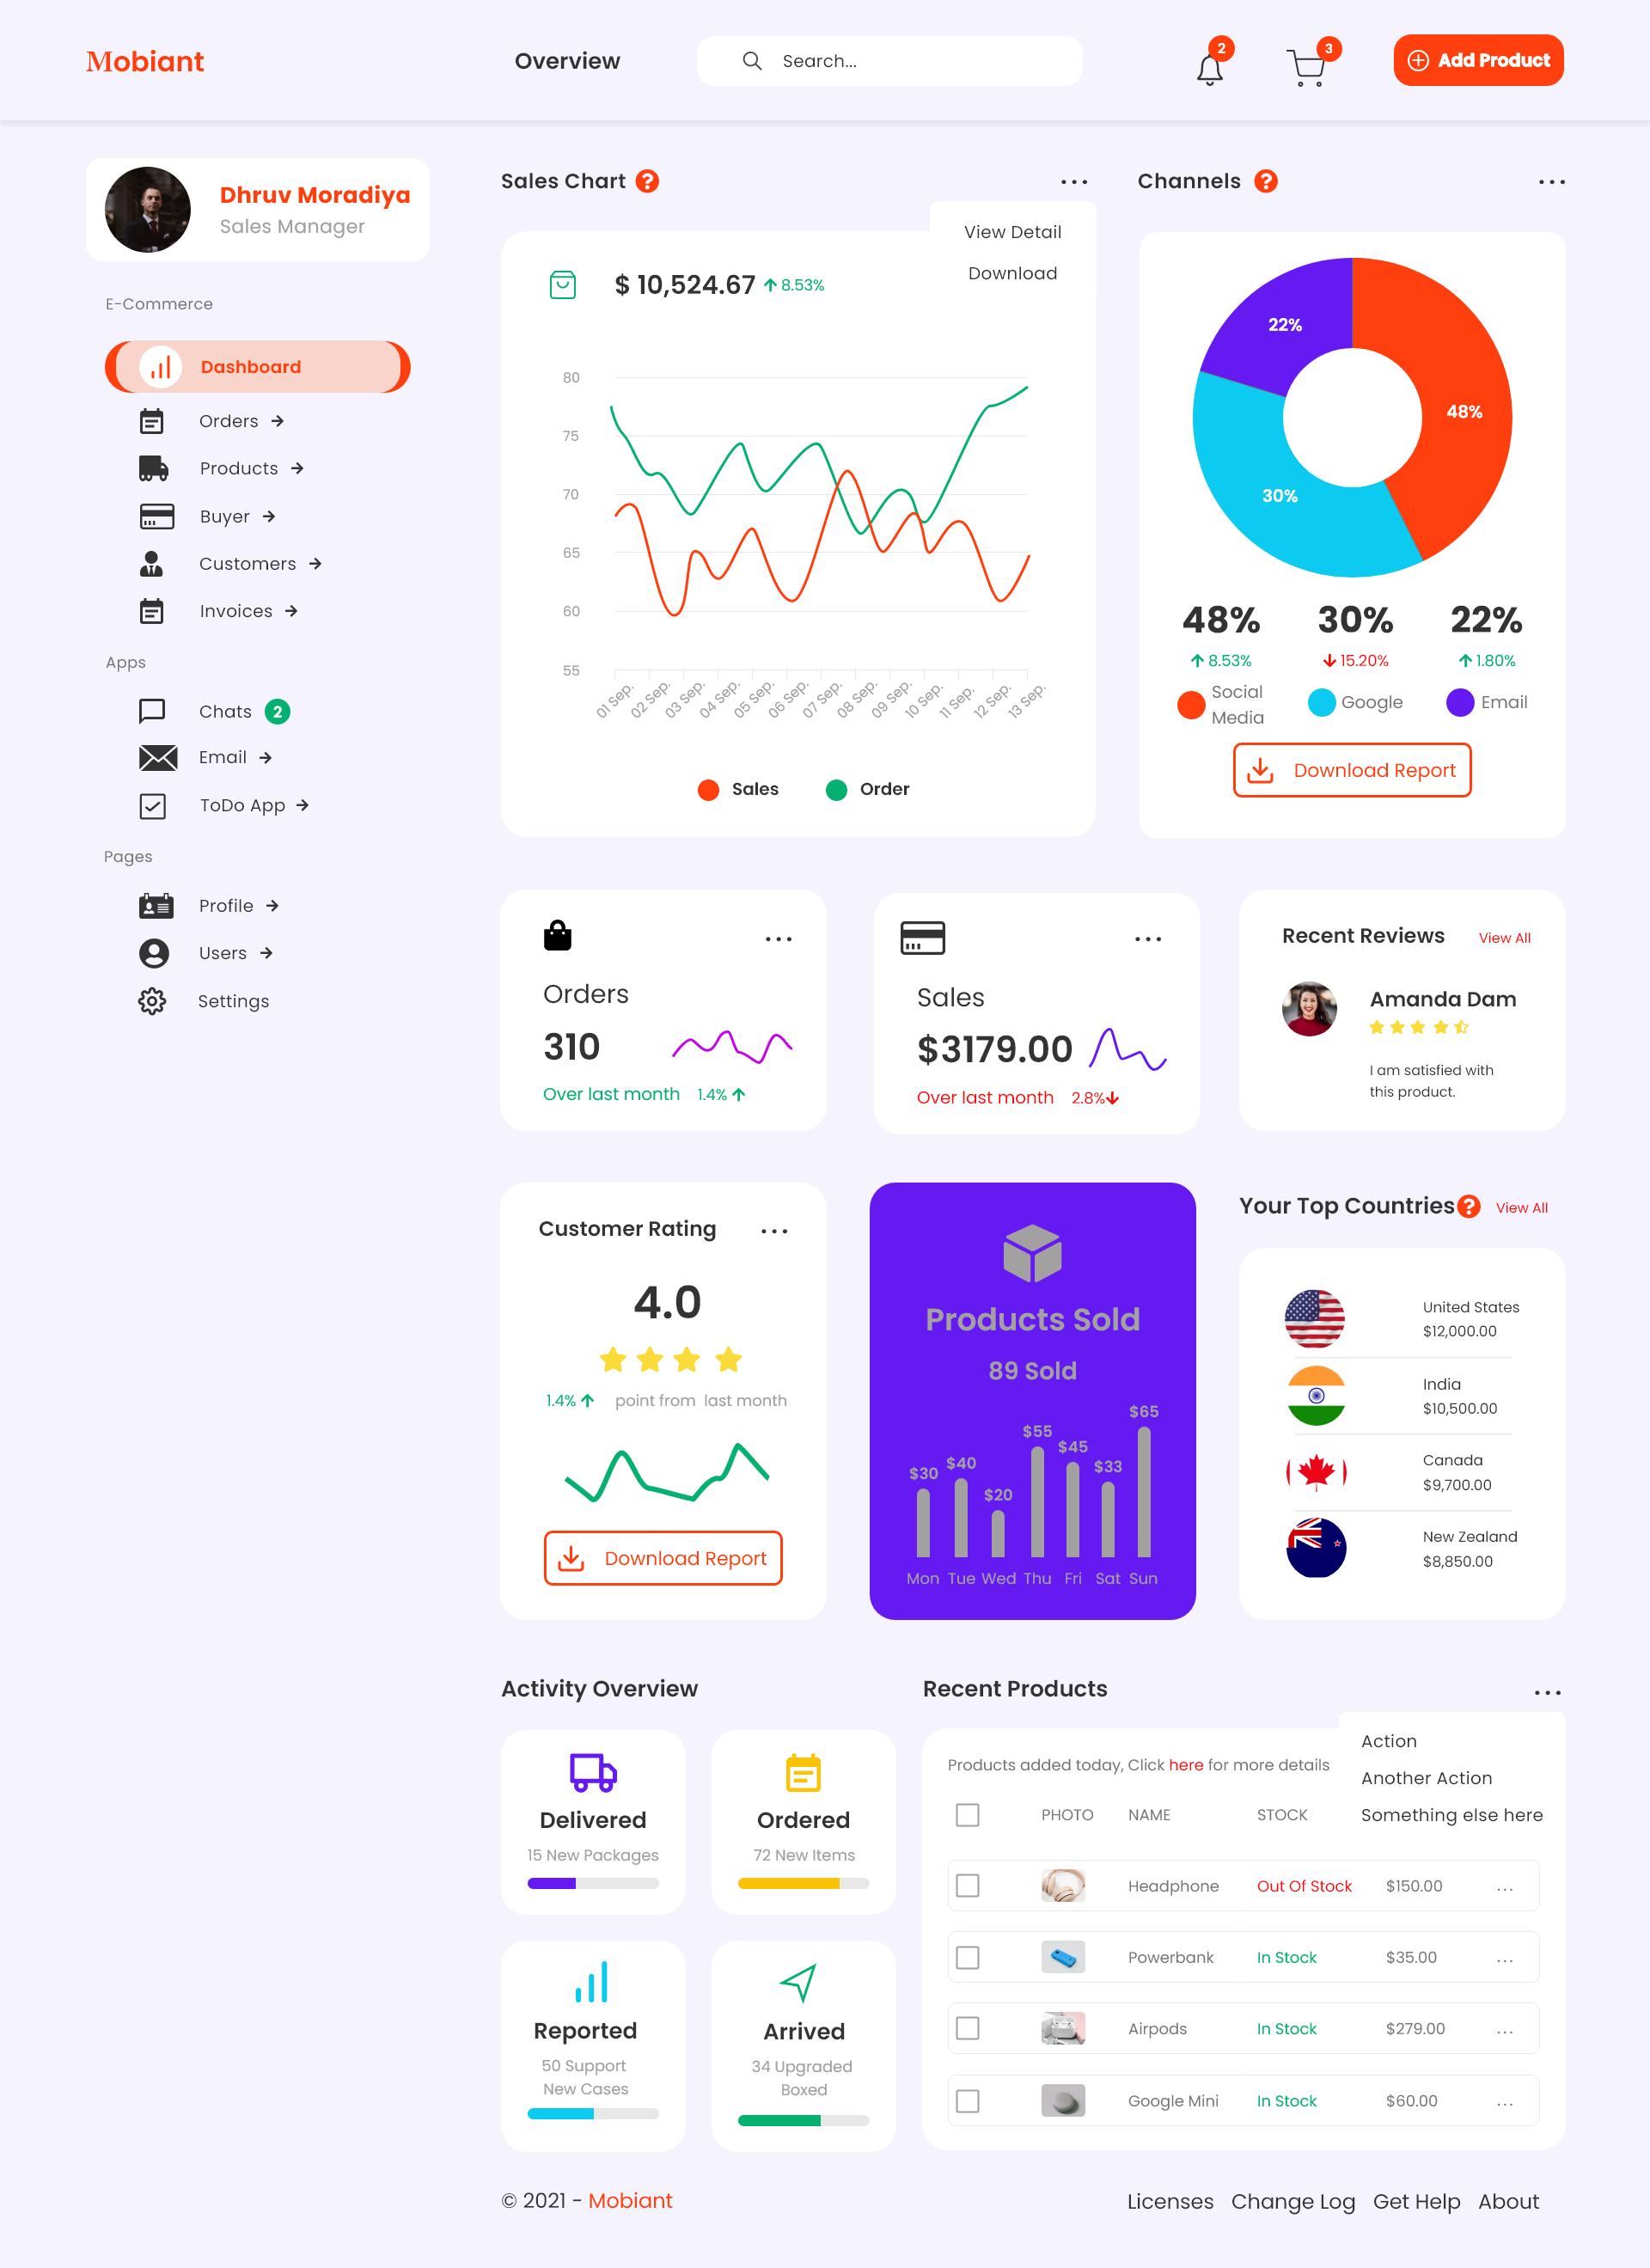 Mobiant
Overview
Search...
2
3
Add Product
Dhruv Moradiya
Sales Manager
E-Commerce
Dashboard
Orders
Products
Buyer
Customers
Invoices
Apps
Chats 2
Email
ToDo App
Pages
Profile
Users
Settings
Sales Chart ?
View Detail
Download
$ 10,524.67 8.53%
80
75
70
65
60
55
01 Sep. 02 Sep. 03 Sep. 04 Sep. 05 Sep. 06 Sep. 07 Sep. 08 Sep. 09 Sep. 10 Sep. 11 Sep. 12 Sep. 13 Sep.
Sales Order
Channels ?
22%
48%
30%
48% 30% 22%
8.53% 15.20% 1.80%
Social
Media
Google
Email
Download Report
Orders
310
Over last month 1.4%
Sales
$3179.00
Over last month 2.8%
Recent Reviews View All
Amanda Dam
I am satisfied with
this product.
Customer Rating
4.0
1.4% point from last month
Download Report
Products Sold
89 Sold
$30 $40 $20 $55 $45 $33 $65
Mon Tue Wed Thu Fri Sat Sun
Your Top Countries ? View All
United States
$12,000.00
India
$10,500.00
Canada
$9,700.00
New Zealand
$8,850.00
Activity Overview
Delivered
15 New Packages
Ordered
72 New Items
Reported
50 Support
New Cases
Arrived
34 Upgraded
Boxed
Recent Products
Action
Another Action
Something else here
Products added today, Click here for more details
PHOTO NAME STOCK
Headphone Out Of Stock $150.00
Powerbank In Stock $35.00
Airpods In Stock $279.00
Google Mini In Stock $60.00
© 2021 - Mobiant
Licenses Change Log Get Help About